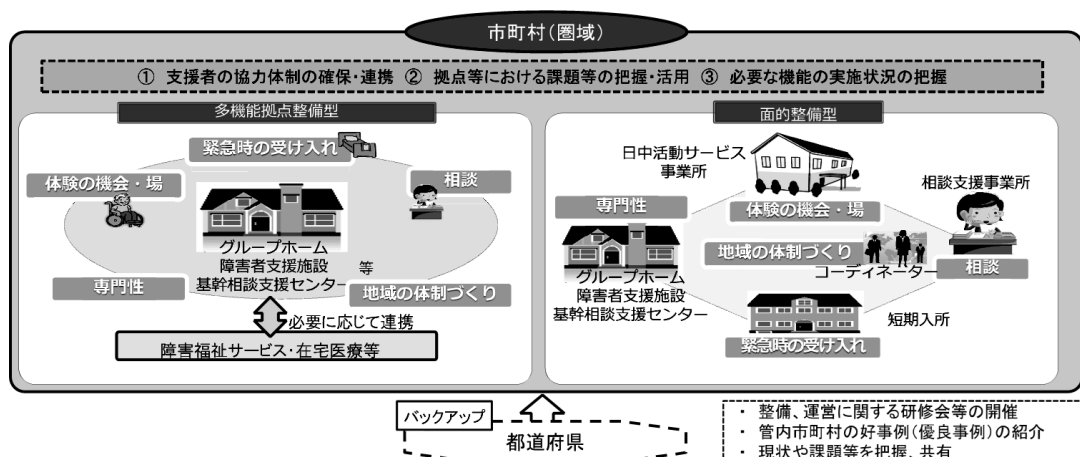 市町村(圏域)
① 支援者の協力体制の確保・連携 ② 拠点等における課題等の把握・活用 ③ 必要な機能の実施状況の把握
多機能拠点整備型
緊急時の受け入れ
体験の機会・場
相談
グループホーム
障害者支援施設 等
基幹相談支援センター
専門性
地域の体制づくり
必要に応じて連携
障害福祉サービス・在宅医療等
面的整備型
日中活動サービス
事業所
相談支援事業所
専門性
体験の機会・場
地域の体制づくり
コーディネーター
相談
グループホーム
障害者支援施設
基幹相談支援センター
短期入所
緊急時の受け入れ
バックアップ
都道府県
・ 整備、運営に関する研修会等の開催
・ 管内市町村の好事例(優良事例)の紹介
・ 現状や課題等を把握、共有